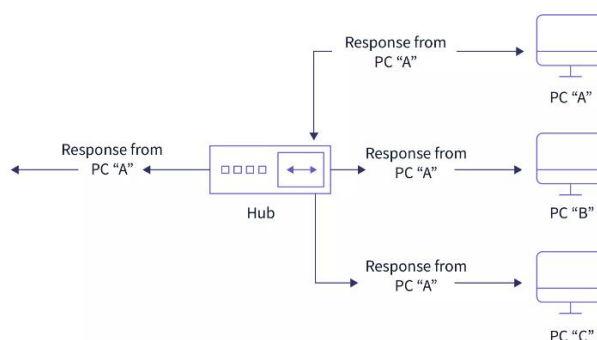 Response from
PC “A”
PC “A”
Response from
PC “A”
Hub
Response from
PC “A”
PC “B”
Response from
PC “A”
PC “C”